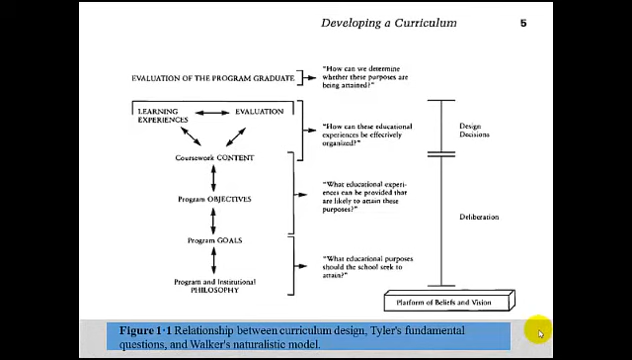 Developing a Curriculum 5
EVALUATION OF THE PROGRAM GRADUATE
"How can we determine
whether these purposes are
being attained?"
LEARNING
EXPERIENCES
EVALUATION
"How can these educational
experiences be effectively
organized?"
Design
Decisions
Coursework CONTENT
"What educational experi-
ences can be provided that
are likely to attain these
purposes?"
Program OBJECTIVES
Deliberation
Program GOALS
"What educational purposes
should the school seek to
attain?"
Program and Institutional
PHILOSOPHY
Platform of Beliefs and Vision
Figure 1·1 Relationship between curriculum design, Tyler's fundamental
questions, and Walker's naturalistic model.